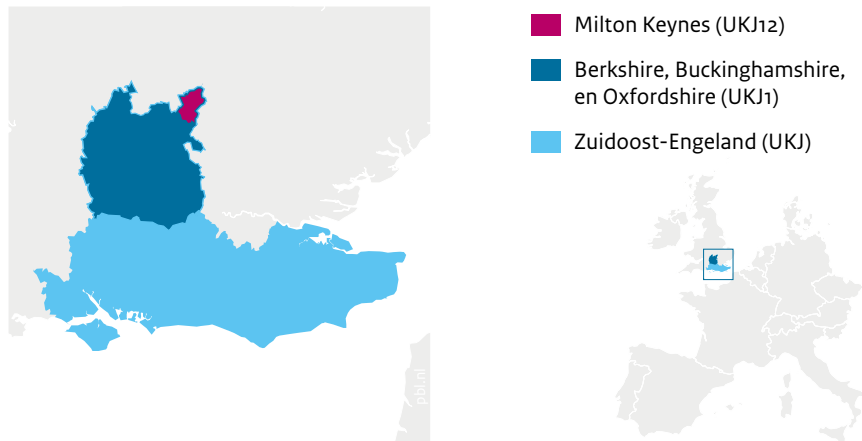 Milton Keynes (UKJ12)
Berkshire, Buckinghamshire,
en Oxfordshire (UKJ1)
Zuidoost-Engeland (UKJ)
pbl.nl